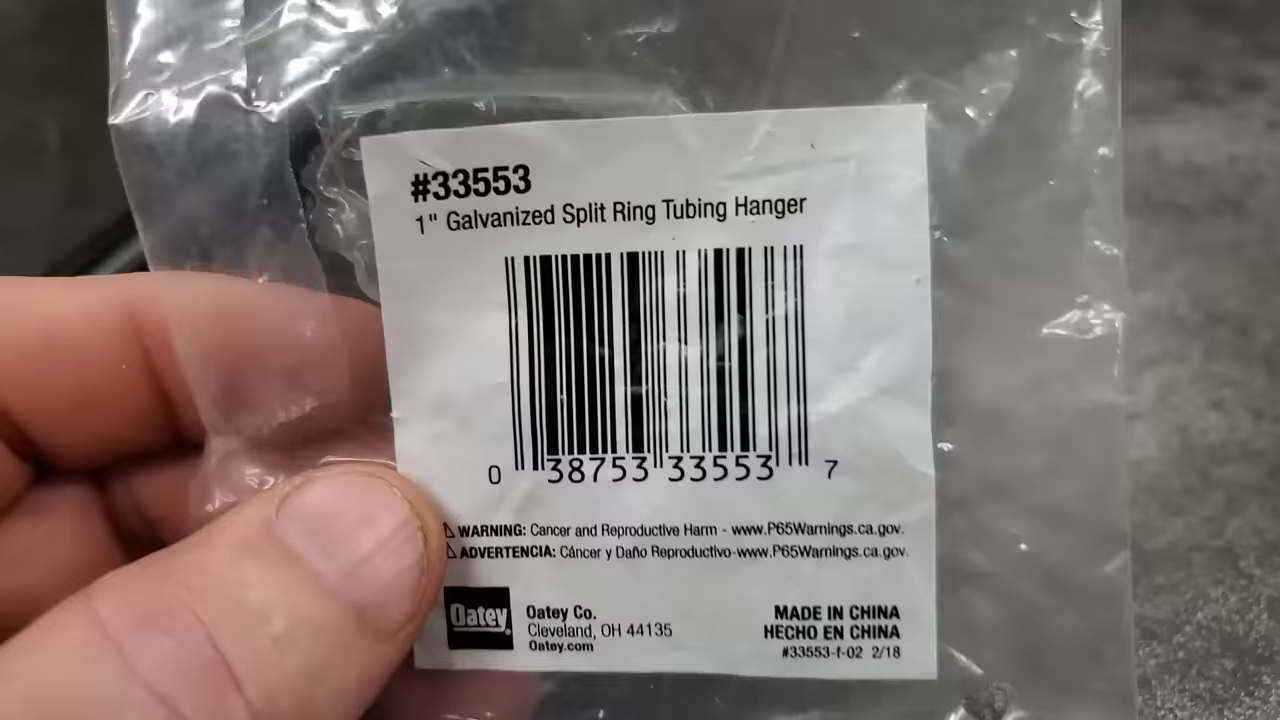 #33553
1" Galvanized Split Ring Tubing Hanger
0 38753 33553 7
WARNING: Cancer and Reproductive Harm - www.P65Warnings.ca.gov.
ADVERTENCIA: Cáncer y Daño Reproductivo-www.P65Warnings.ca.gov.
Oatey
Oatey Co.
Cleveland, OH 44135
Oatey.com
MADE IN CHINA
HECHO EN CHINA
#33553-f-02 2/18